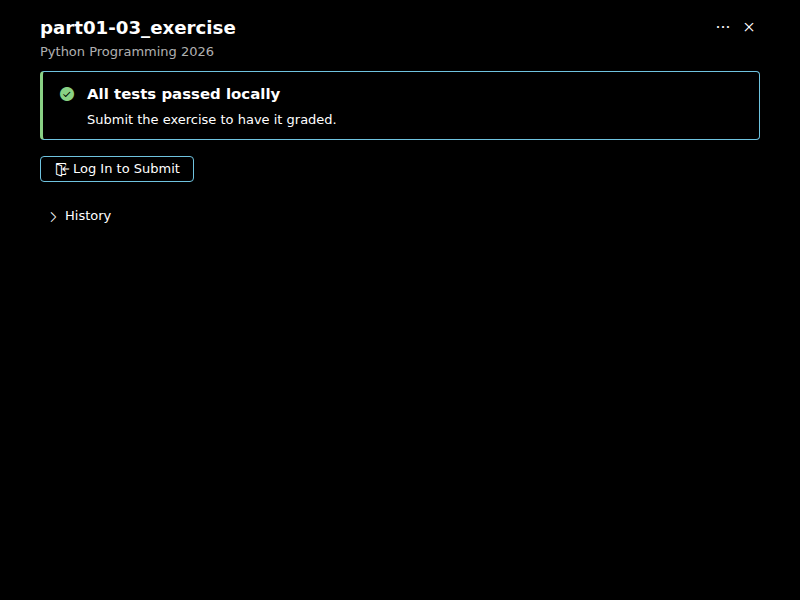 part01-03_exercise
Python Programming 2026
All tests passed locally
Submit the exercise to have it graded.
Log In to Submit
History